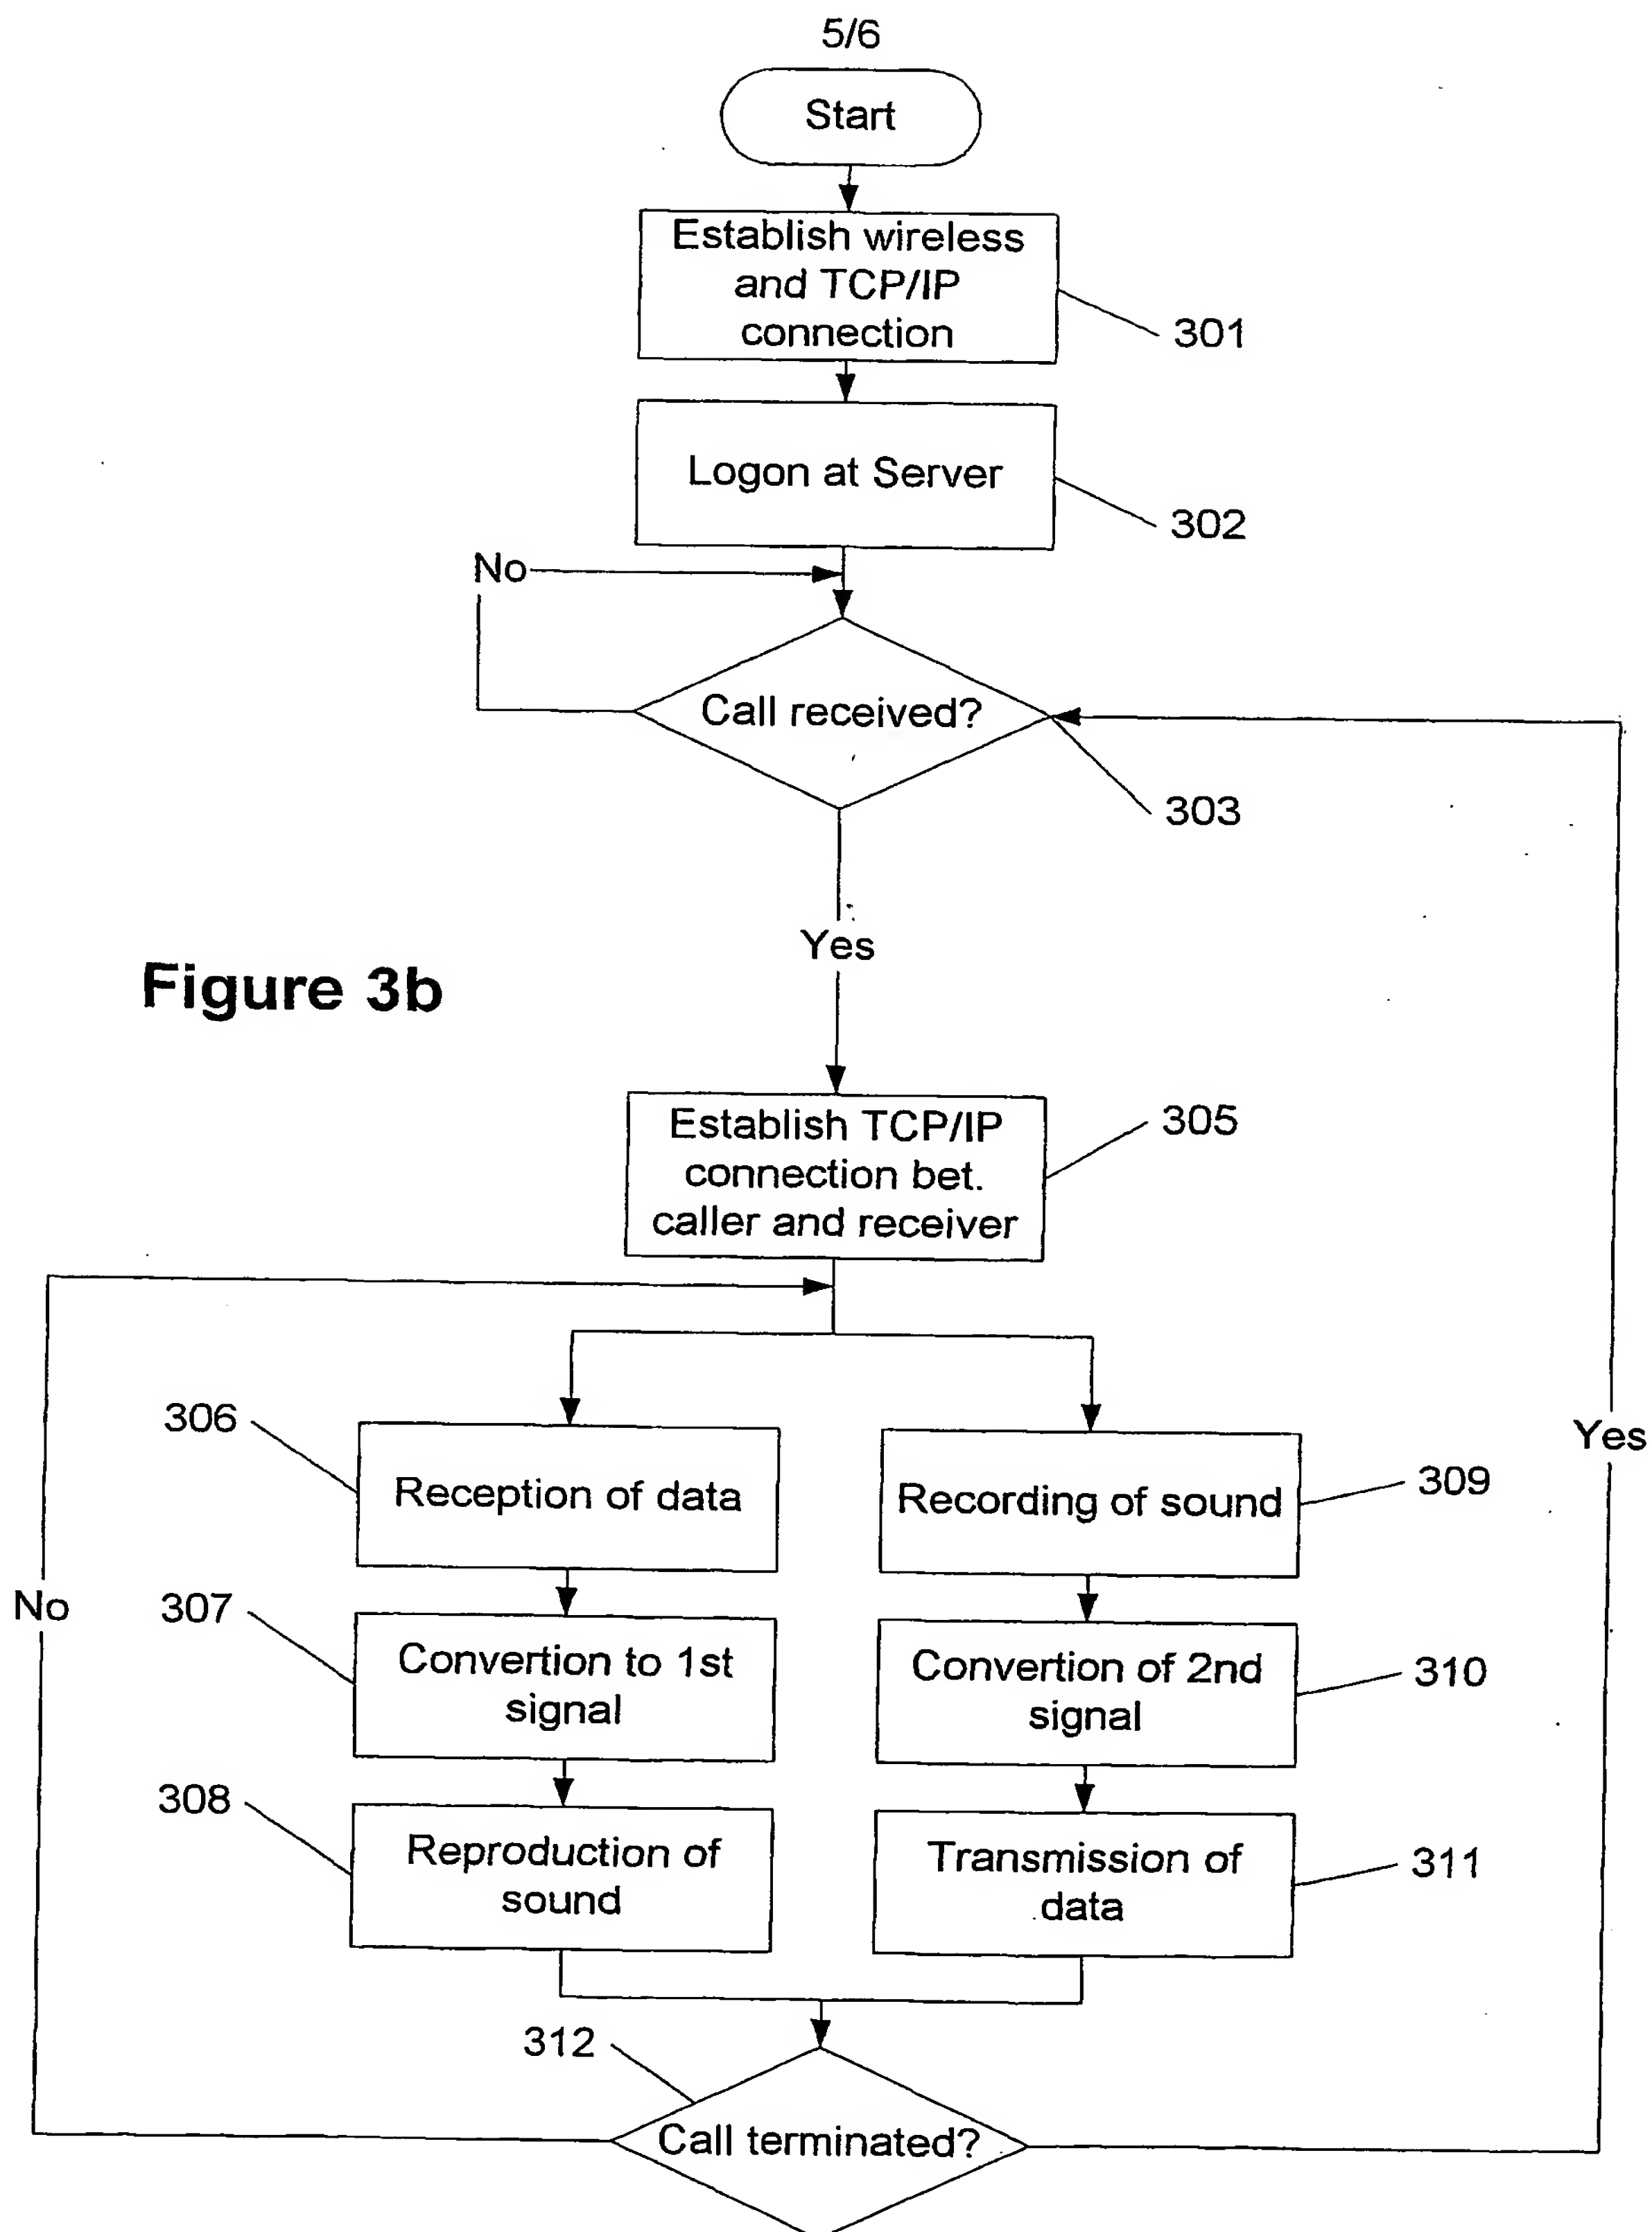 5/6
Start
Establish wireless
and TCP/IP
connection
301
Logon at Server
302
No
Call received?
303
Yes
Figure 3b
Establish TCP/IP
connection bet.
caller and receiver
305
306
Reception of data
Recording of sound
309
Yes
No
307
Convertion to 1st
signal
Convertion of 2nd
signal
310
308
Reproduction of
sound
Transmission of
data
311
312
Call terminated?